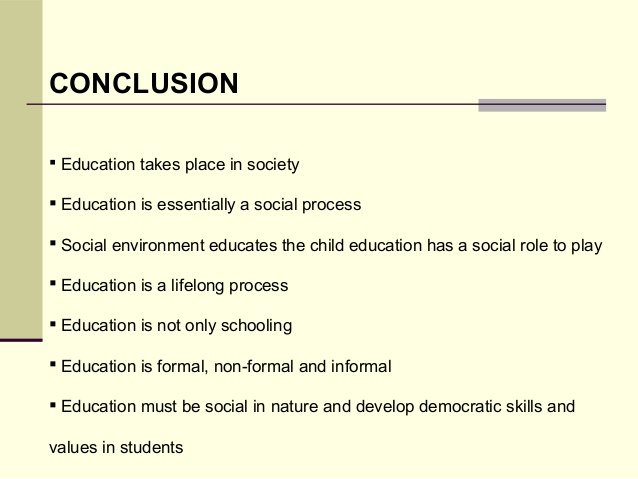 CONCLUSION
▪ Education takes place in society
▪ Education is essentially a social process
▪ Social environment educates the child education has a social role to play
▪ Education is a lifelong process
▪ Education is not only schooling
▪ Education is formal, non-formal and informal
▪ Education must be social in nature and develop democratic skills and
values in students